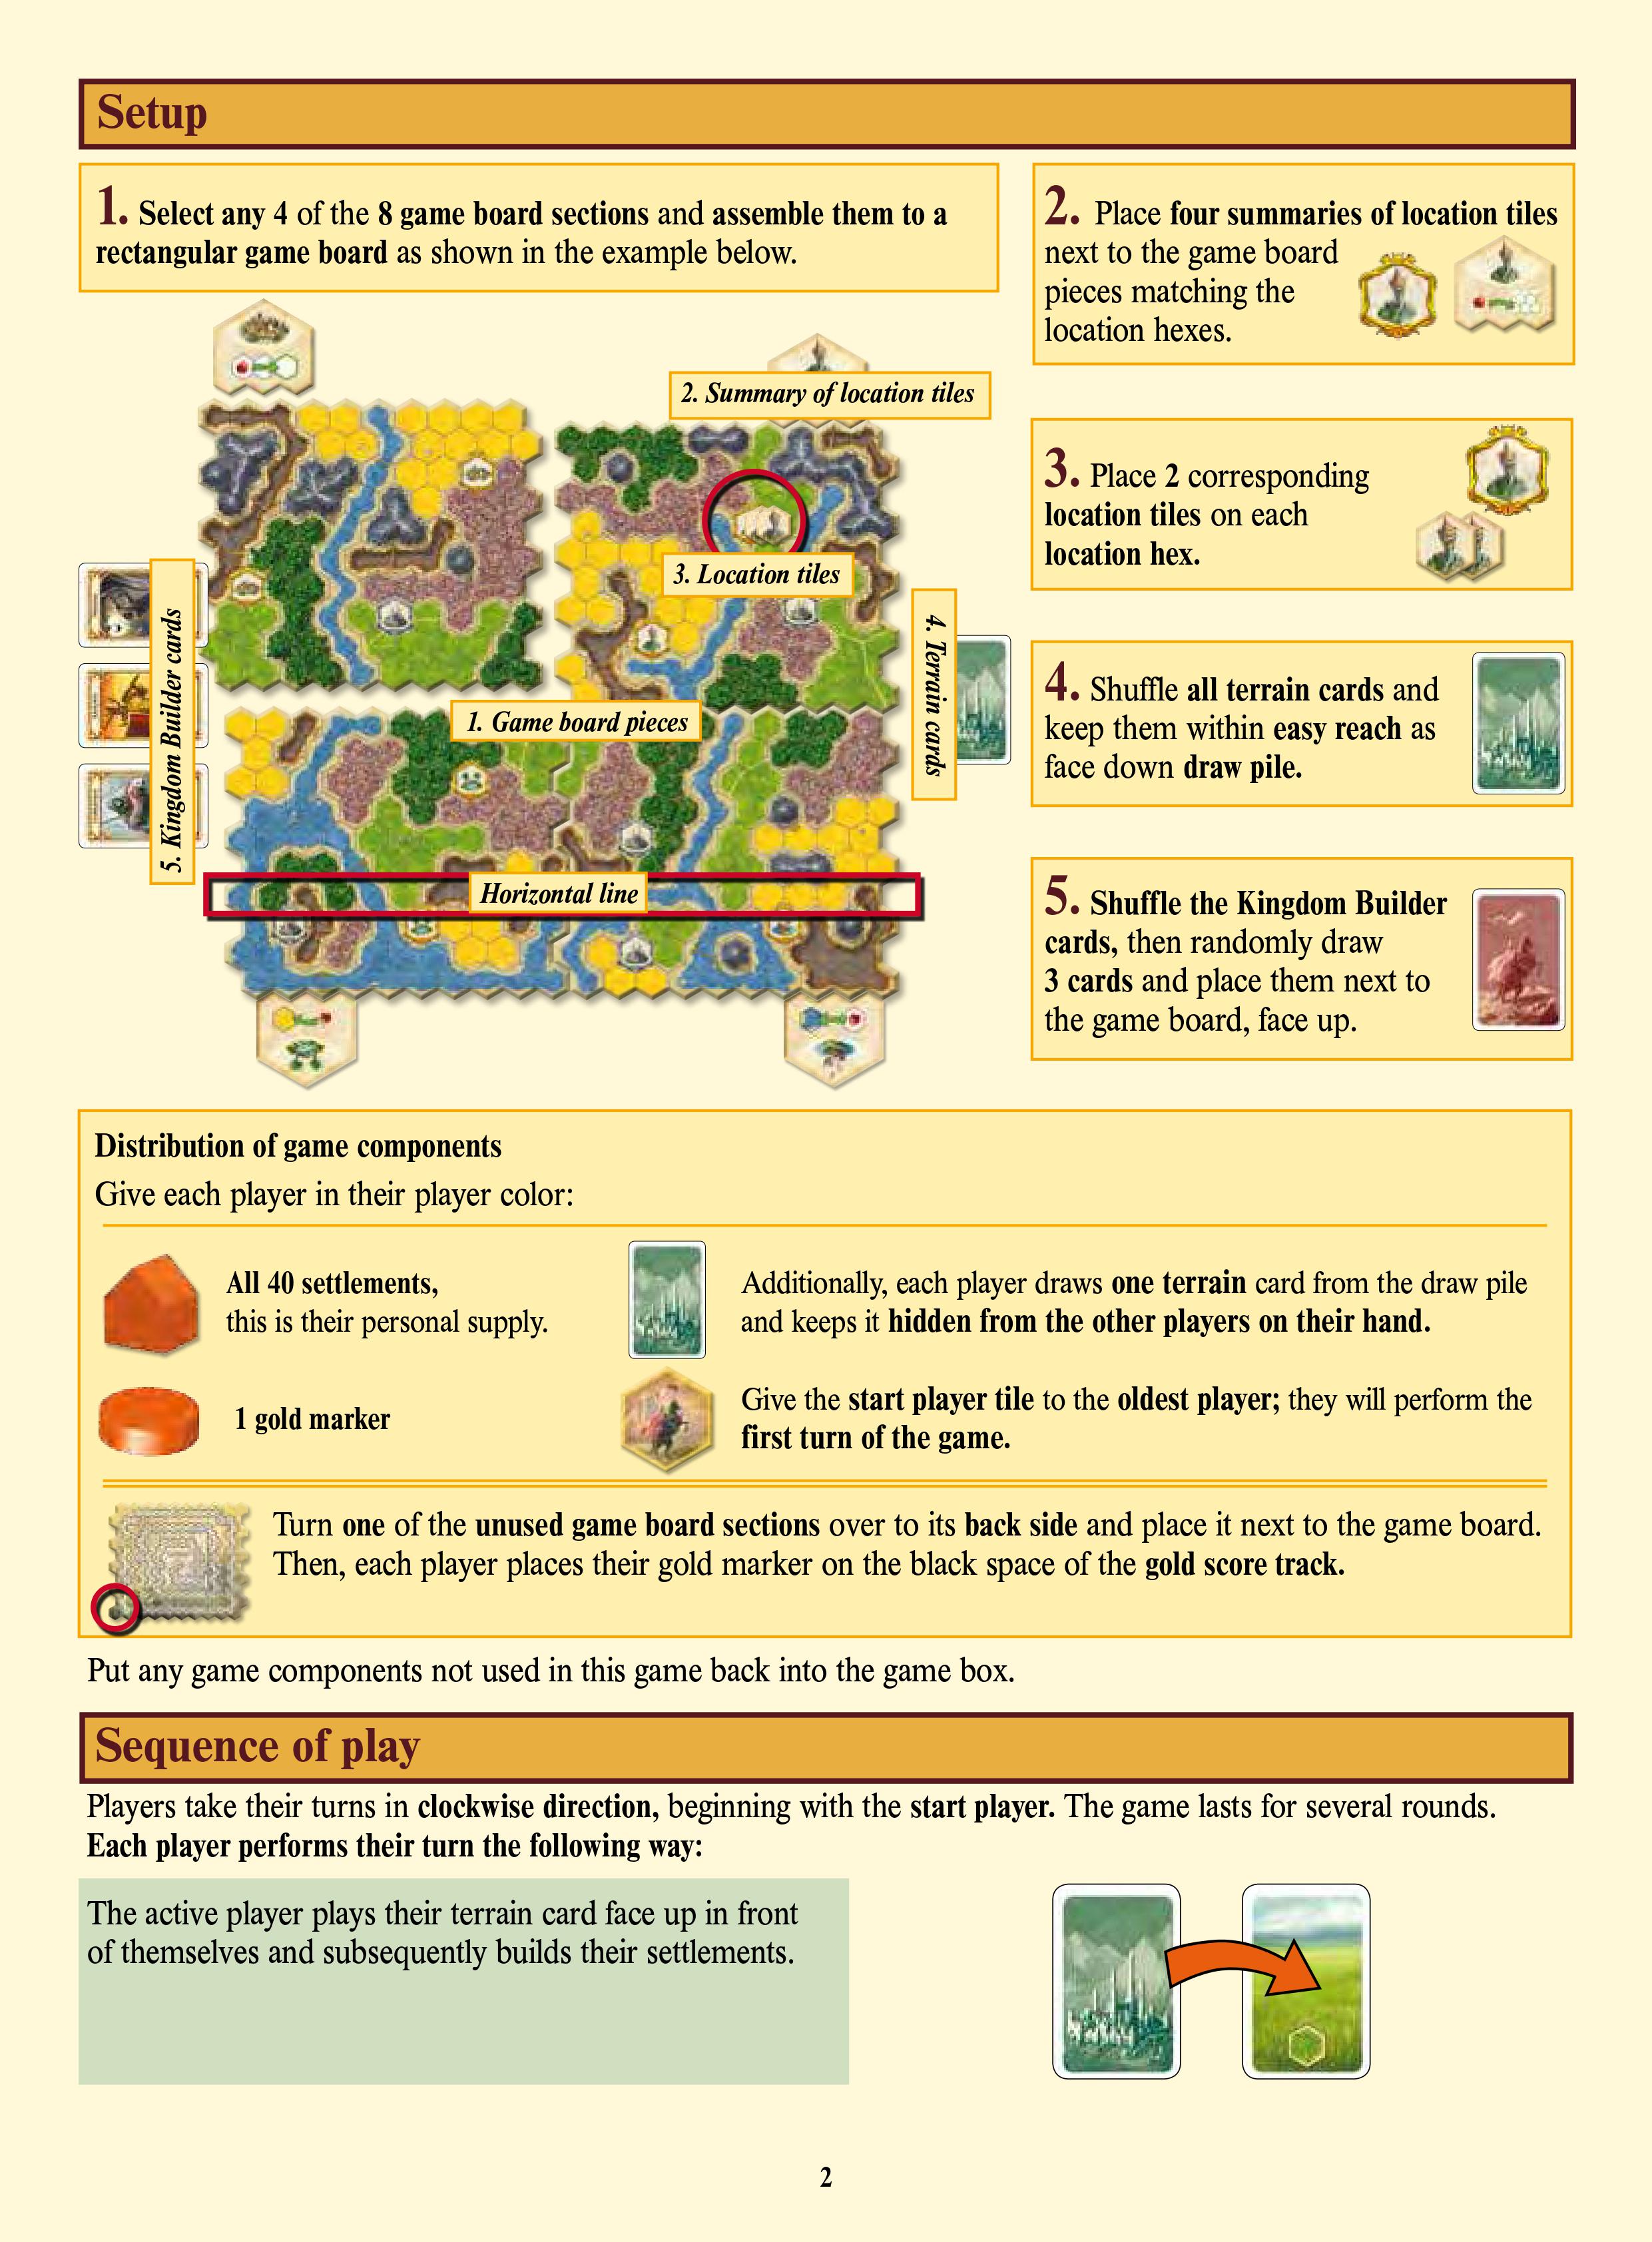 Setup
1. Select any 4 of the 8 game board sections and assemble them to a
rectangular game board as shown in the example below.
2. Place four summaries of location tiles
next to the game board
pieces matching the
location hexes.
2. Summary of location tiles
3. Location tiles
1. Game board pieces
4. Terrain cards
5. Kingdom Builder cards
Horizontal line
3. Place 2 corresponding
location tiles on each
location hex.
4. Shuffle all terrain cards and
keep them within easy reach as
face down draw pile.
5. Shuffle the Kingdom Builder
cards, then randomly draw
3 cards and place them next to
the game board, face up.
Distribution of game components
Give each player in their player color:
All 40 settlements,
this is their personal supply.
Additionally, each player draws one terrain card from the draw pile
and keeps it hidden from the other players on their hand.
1 gold marker
Give the start player tile to the oldest player; they will perform the
first turn of the game.
Turn one of the unused game board sections over to its back side and place it next to the game board.
Then, each player places their gold marker on the black space of the gold score track.
Put any game components not used in this game back into the game box.
Sequence of play
Players take their turns in clockwise direction, beginning with the start player. The game lasts for several rounds.
Each player performs their turn the following way:
The active player plays their terrain card face up in front
of themselves and subsequently builds their settlements.
2